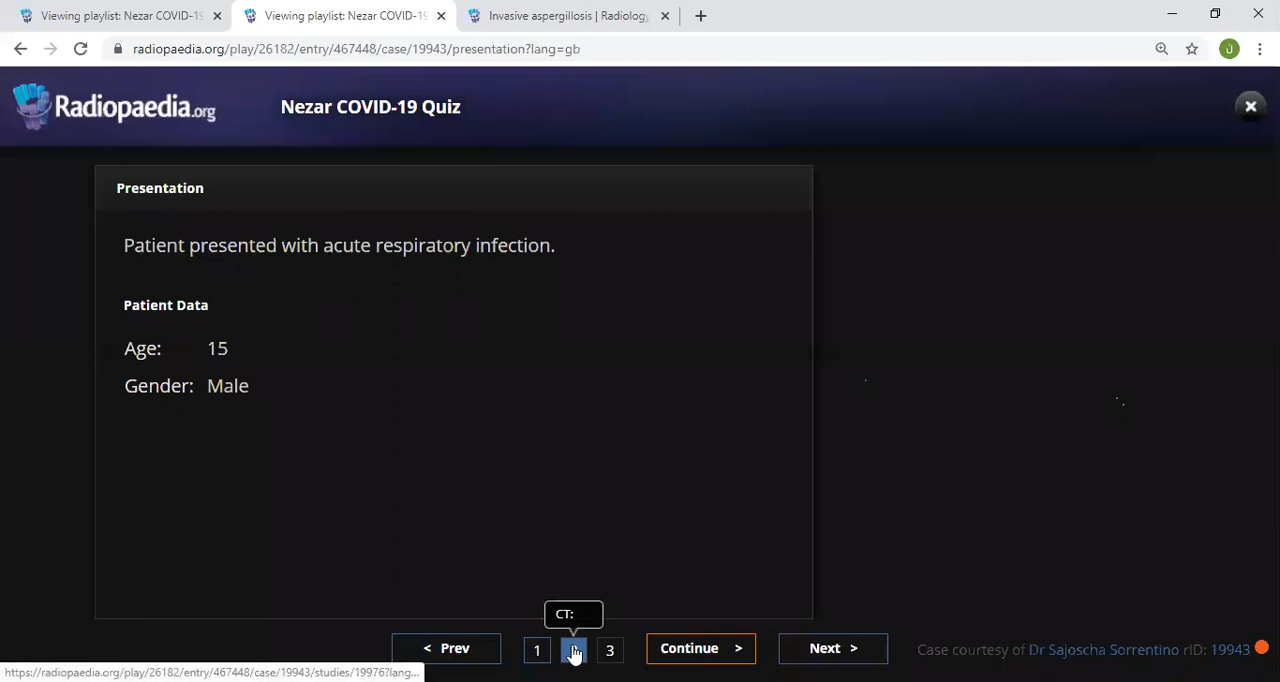 Viewing playlist: Nezar COVID-19
Viewing playlist: Nezar COVID-19
Invasive aspergillosis | Radiology
radiopaedia.org/play/26182/entry/467448/case/19943/presentation?lang=gb
Radiopaedia.org
Nezar COVID-19 Quiz
Presentation
Patient presented with acute respiratory infection.
Patient Data
Age: 15
Gender: Male
CT:
< Prev
1
3
Continue >
Next >
Case courtesy of Dr Sajoscha Sorrentino rID: 19943
https://radiopaedia.org/play/26182/entry/467448/case/19943/studies/19976?lang...